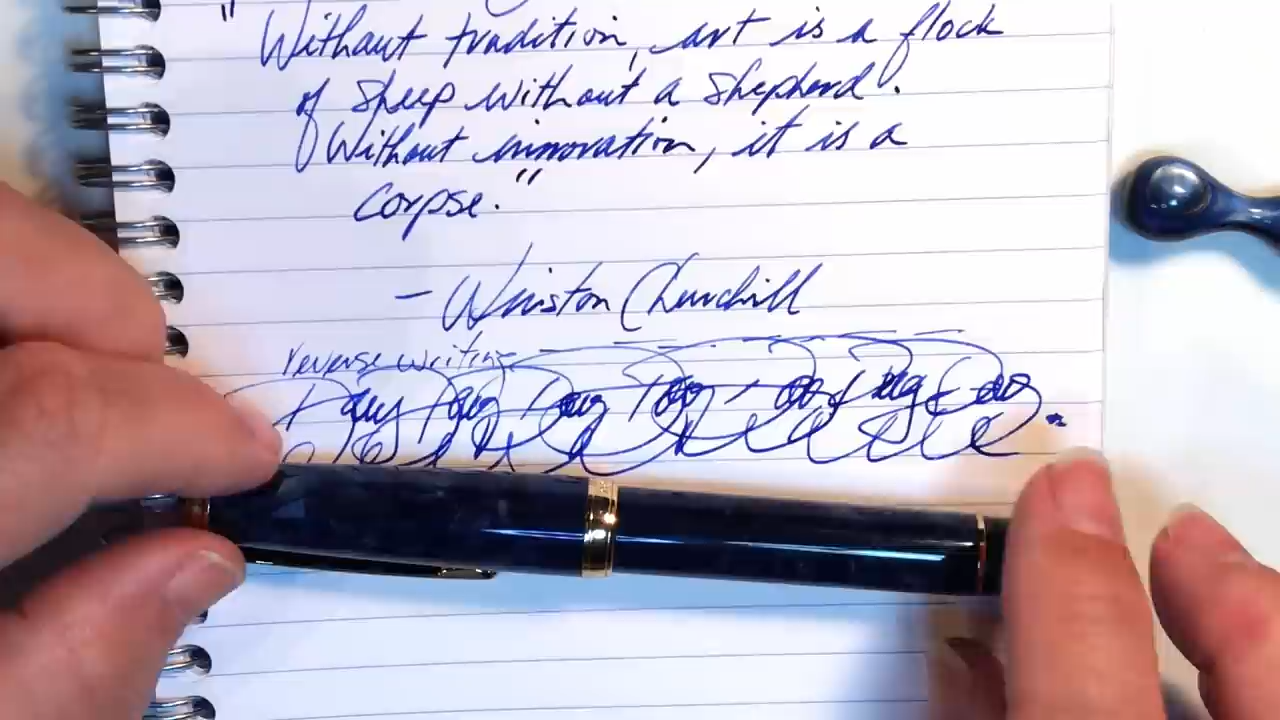 "Without tradition, art is a flock
of sheep without a shepherd.
Without innovation, it is a
corpse."
- Winston Churchill
reverse writing